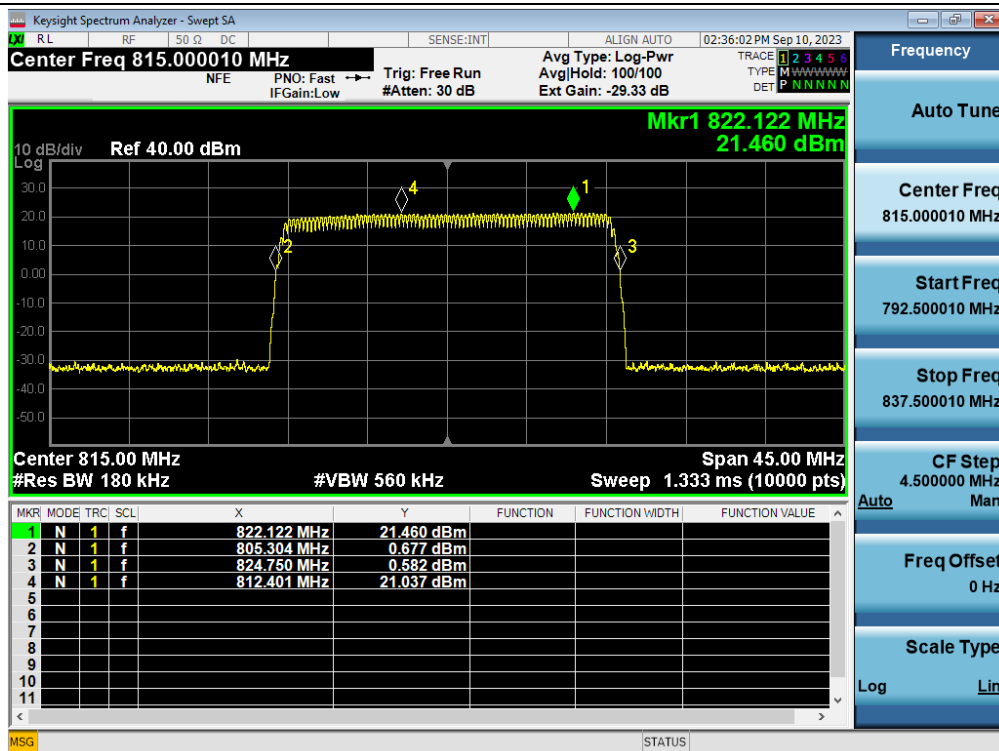 Keysight Spectrum Analyzer - Swept SA
LXI RL RF 50 Ω DC SENSE:INT ALIGN AUTO 02:36:02 PM Sep 10, 2023
Center Freq 815.000010 MHz
NFE
PNO: Fast
IFGain:Low
Trig: Free Run
#Atten: 30 dB
Avg Type: Log-Pwr
Avg|Hold: 100/100
Ext Gain: -29.33 dB
TRACE 1 2 3 4 5 6
TYPE M WWWWW
DET P N N N N N
Mkr1 822.122 MHz
21.460 dBm
10 dB/div Ref 40.00 dBm
Log
30.0
20.0
10.0
0.00
-10.0
-20.0
-30.0
-40.0
-50.0
4
1
2
3
Center 815.00 MHz Span 45.00 MHz
#Res BW 180 kHz #VBW 560 kHz Sweep 1.333 ms (10000 pts)
MKR MODE TRC SCL X Y FUNCTION FUNCTION WIDTH FUNCTION VALUE
1 N 1 f 822.122 MHz 21.460 dBm
2 N 1 f 805.304 MHz 0.677 dBm
3 N 1 f 824.750 MHz 0.582 dBm
4 N 1 f 812.401 MHz 21.037 dBm
5
6
7
8
9
10
11
MSG STATUS
Frequency
Auto Tune
Center Freq
815.000010 MHz
Start Freq
792.500010 MHz
Stop Freq
837.500010 MHz
CF Step
4.500000 MHz
Auto Man
Freq Offset
0 Hz
Scale Type
Log Lin